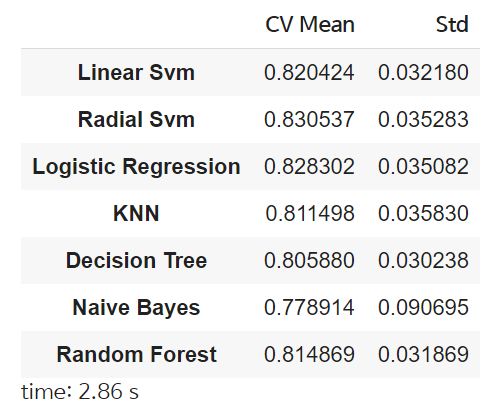 CV Mean Std
Linear Svm 0.820424 0.032180
Radial Svm 0.830537 0.035283
Logistic Regression 0.828302 0.035082
KNN 0.811498 0.035830
Decision Tree 0.805880 0.030238
Naive Bayes 0.778914 0.090695
Random Forest 0.814869 0.031869
time: 2.86 s